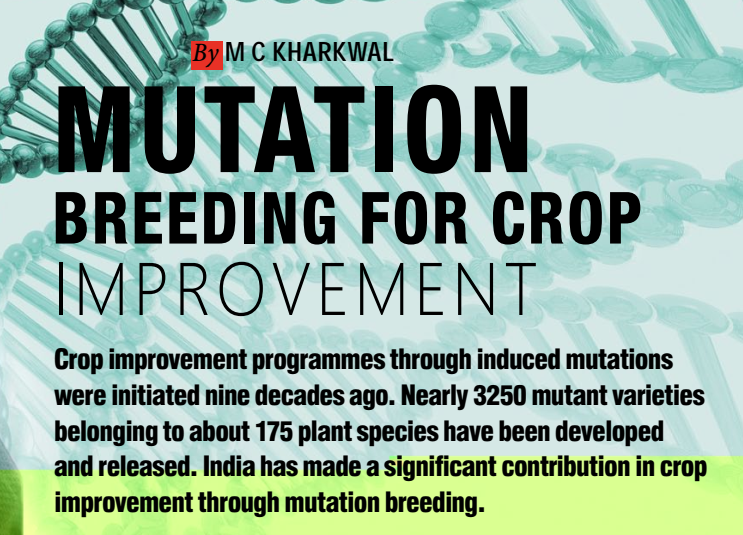 By M C KHARKWAL
MUTATION
BREEDING FOR CROP
IMPROVEMENT
Crop improvement programmes through induced mutations
were initiated nine decades ago. Nearly 3250 mutant varieties
belonging to about 175 plant species have been developed
and released. India has made a significant contribution in crop
improvement through mutation breeding.